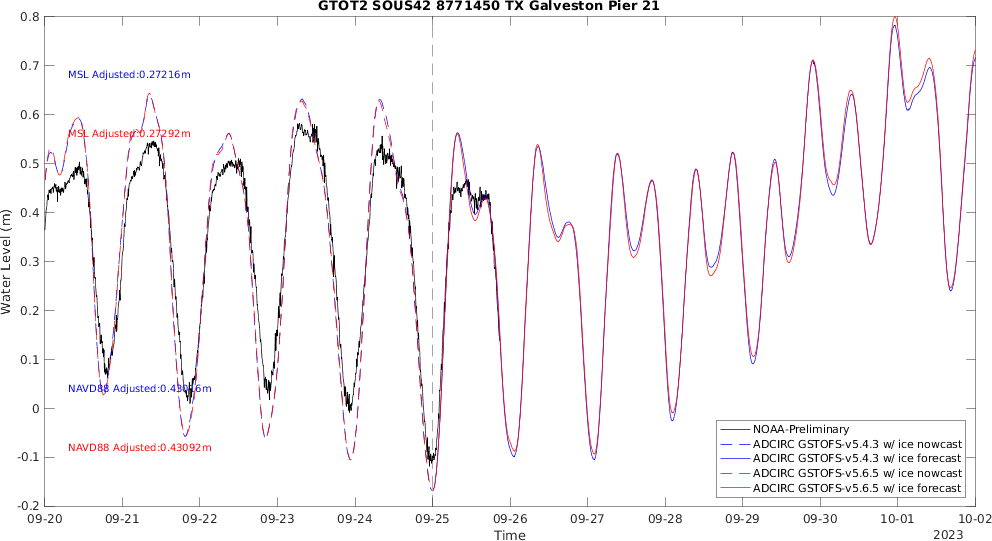 GTOT2 SOUS42 8771450 TX Galveston Pier 21
0.8
0.7
0.6
0.5
0.4
0.3
0.2
0.1
0
-0.1
-0.2
Water Level (m)
MSL Adjusted:0.27216m
MSL Adjusted:0.27292m
NAVD88 Adjusted:0.43016m
NAVD88 Adjusted:0.43092m
NOAA-Preliminary
ADCIRC GSTOFS-v5.4.3 w/ ice nowcast
ADCIRC GSTOFS-v5.4.3 w/ ice forecast
ADCIRC GSTOFS-v5.6.5 w/ ice nowcast
ADCIRC GSTOFS-v5.6.5 w/ ice forecast
09-20 09-21 09-22 09-23 09-24 09-25 09-26 09-27 09-28 09-29 09-30 10-01 10-02
Time
2023